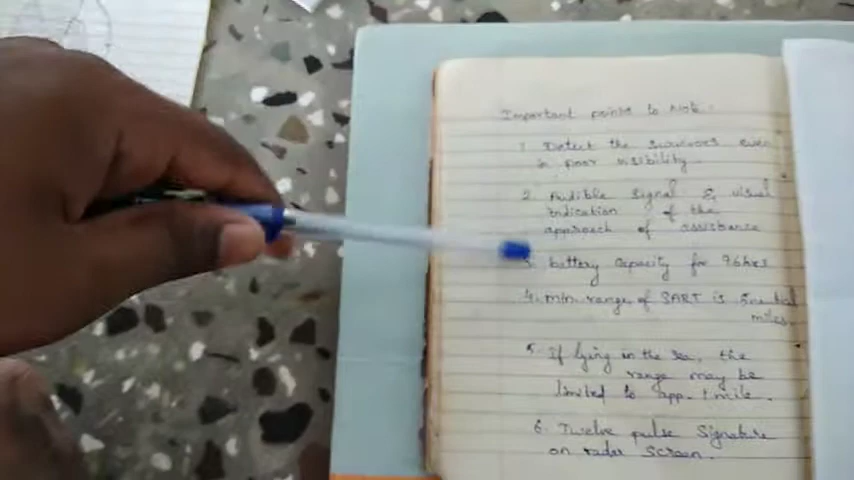 Important points to Note:
1. Detect the survivors even
in poor visibility.
2. Audible signal & visual
indication of the
approach of assistance
3. battery capacity for 96hrs
4. min. range of SART is 5 nautical
miles.
5. If lying in the sea, the
range may be
limited to app. 1 mile.
6. Twelve pulse signature
on radar screen.